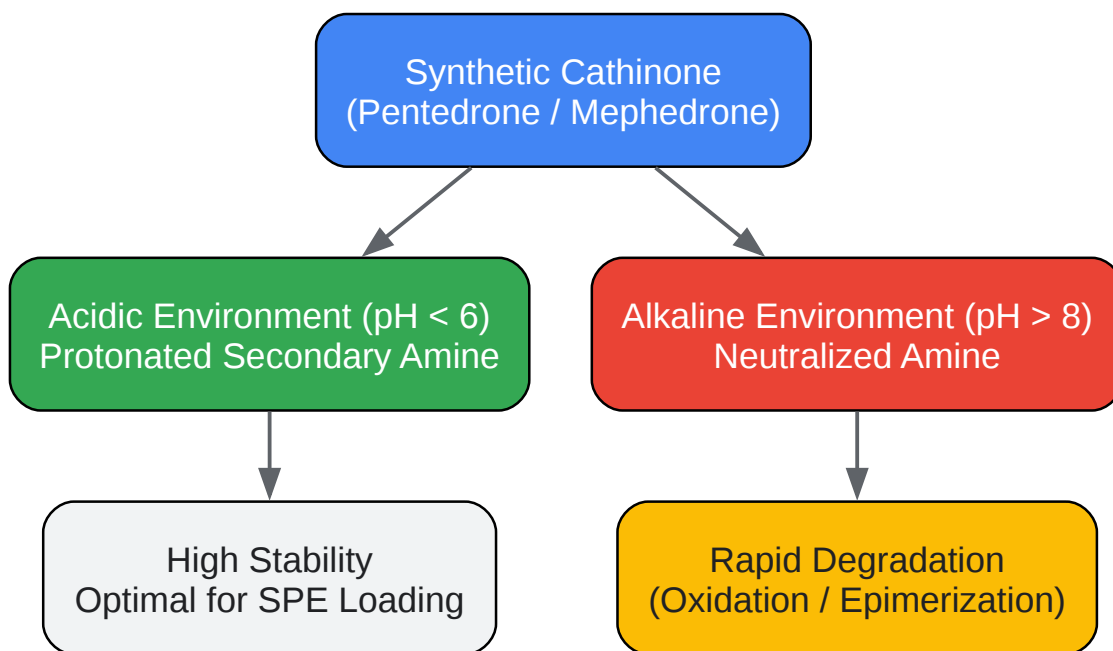 Synthetic Cathinone
(Pentedrone / Mephedrone)
Acidic Environment (pH < 6)
Protonated Secondary Amine
Alkaline Environment (pH > 8)
Neutralized Amine
High Stability
Optimal for SPE Loading
Rapid Degradation
(Oxidation / Epimerization)